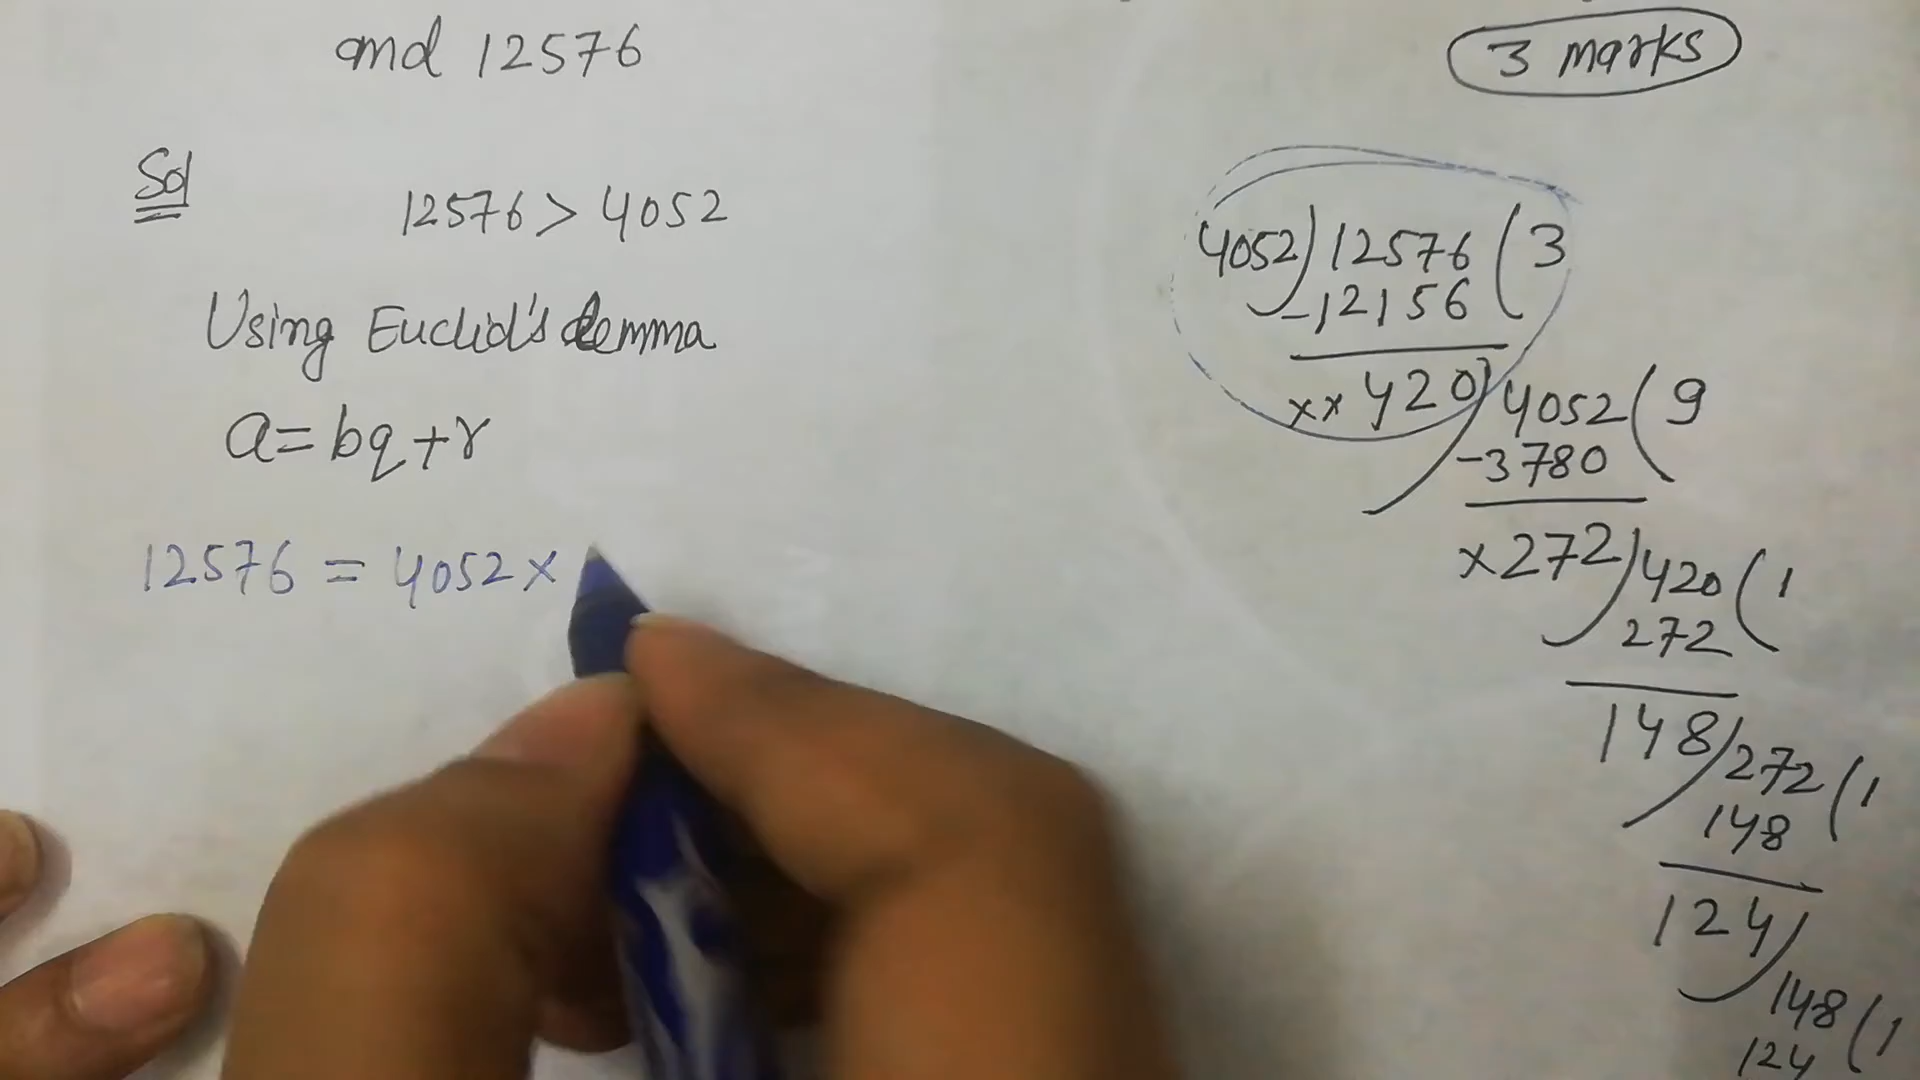 and 12576
3 marks
Sol
12576 > 4052
Using Euclid's lemma
a = bq + r
12576 = 4052 ×
4052 ) 12576 ( 3
-12156
×× 420 ) 4052 ( 9
-3780
× 272 ) 420 ( 1
272
148 ) 272 ( 1
148
124 )
148 ( 1
124